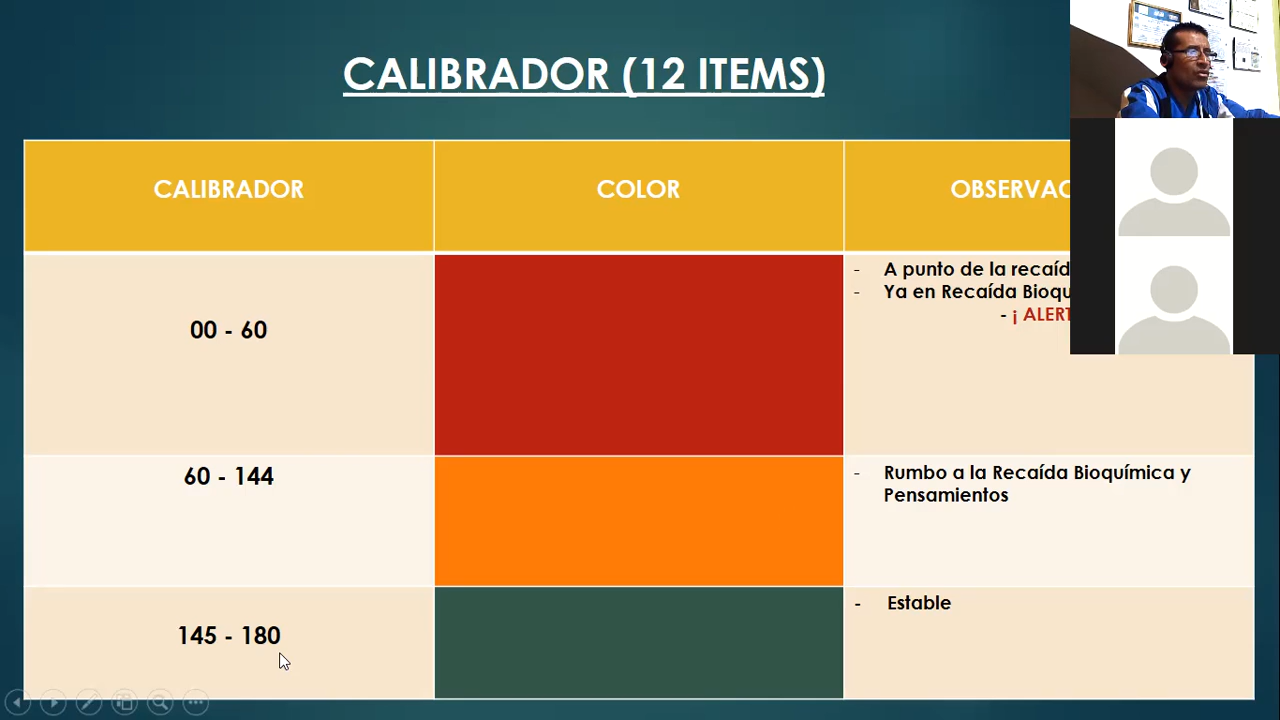 CALIBRADOR (12 ITEMS)
CALIBRADOR
COLOR
OBSERVAC
00 - 60
- A punto de la recaíd
- Ya en Recaída Bioqu
- ¡ ALERT
60 - 144
- Rumbo a la Recaída Bioquímica y
Pensamientos
145 - 180
- Estable